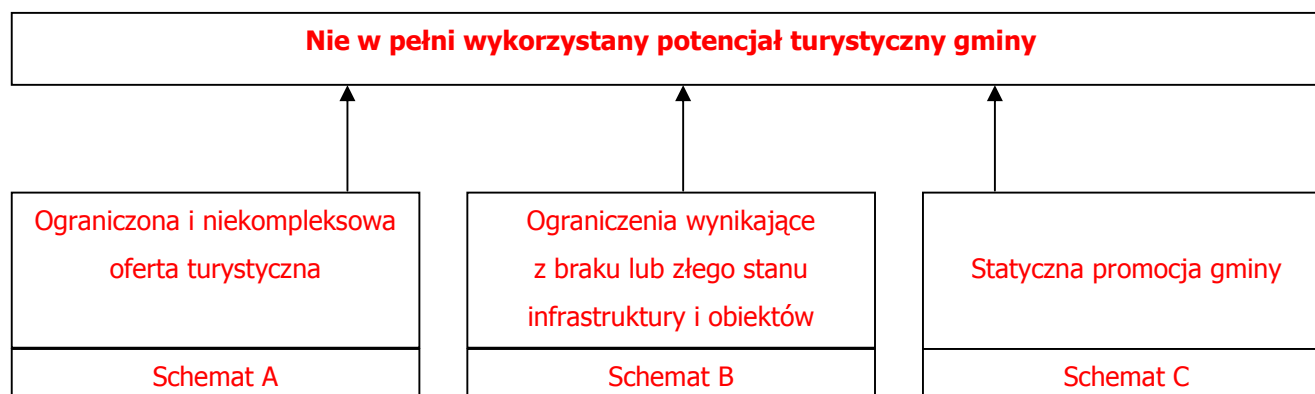 Nie w pełni wykorzystany potencjał turystyczny gminy
Ograniczona i niekompleksowa
oferta turystyczna
Schemat A
Ograniczenia wynikające
z braku lub złego stanu
infrastruktury i obiektów
Schemat B
Statyczna promocja gminy
Schemat C